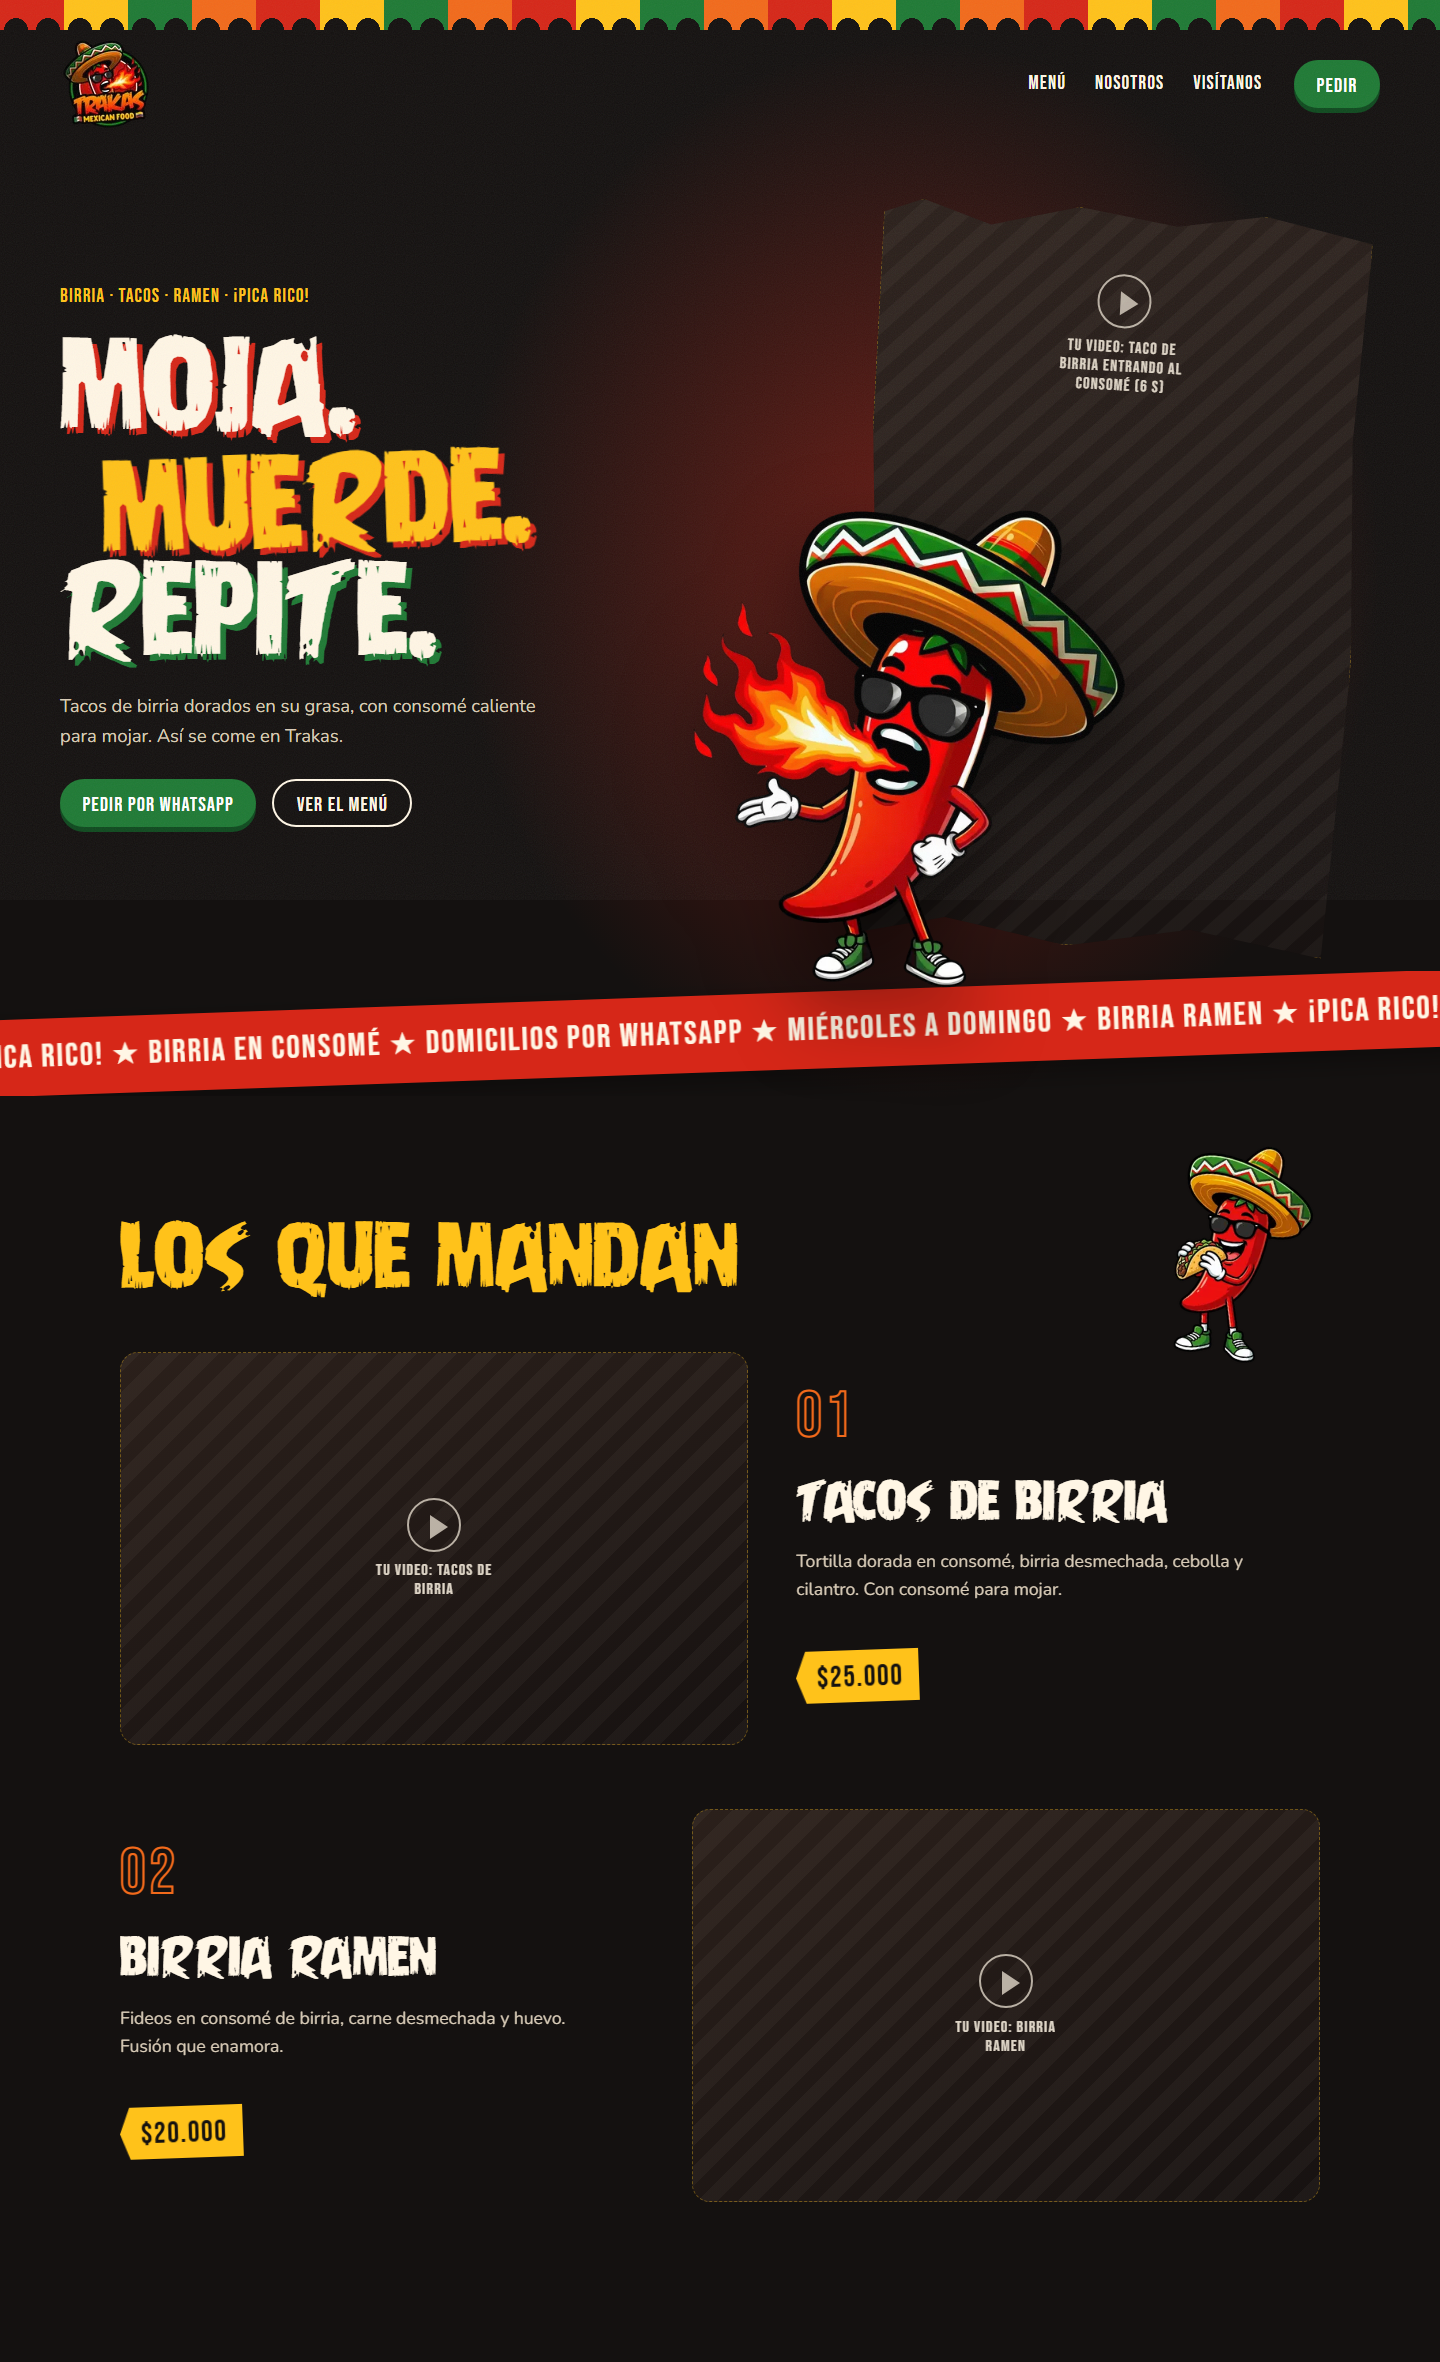 TRAKAS
MEXICAN FOOD
MENÚ NOSOTROS VISÍTANOS PEDIR
BIRRIA · TACOS · RAMEN · ¡PICA RICO!
MOJA.
MUERDE.
REPITE.
Tacos de birria dorados en su grasa, con consomé caliente
para mojar. Así se come en Trakas.
PEDIR POR WHATSAPP VER EL MENÚ
TU VIDEO: TACO DE
BIRRIA ENTRANDO AL
CONSOMÉ (6 S)
ICA RICO! ★ BIRRIA EN CONSOMÉ ★ DOMICILIOS POR WHATSAPP ★ MIÉRCOLES A DOMINGO ★ BIRRIA RAMEN ★ ¡PICA RICO!
LOS QUE MANDAN
TU VIDEO: TACOS DE
BIRRIA
01
TACOS DE BIRRIA
Tortilla dorada en consomé, birria desmechada, cebolla y
cilantro. Con consomé para mojar.
$25.000
02
BIRRIA RAMEN
Fideos en consomé de birria, carne desmechada y huevo.
Fusión que enamora.
$20.000
TU VIDEO: BIRRIA
RAMEN